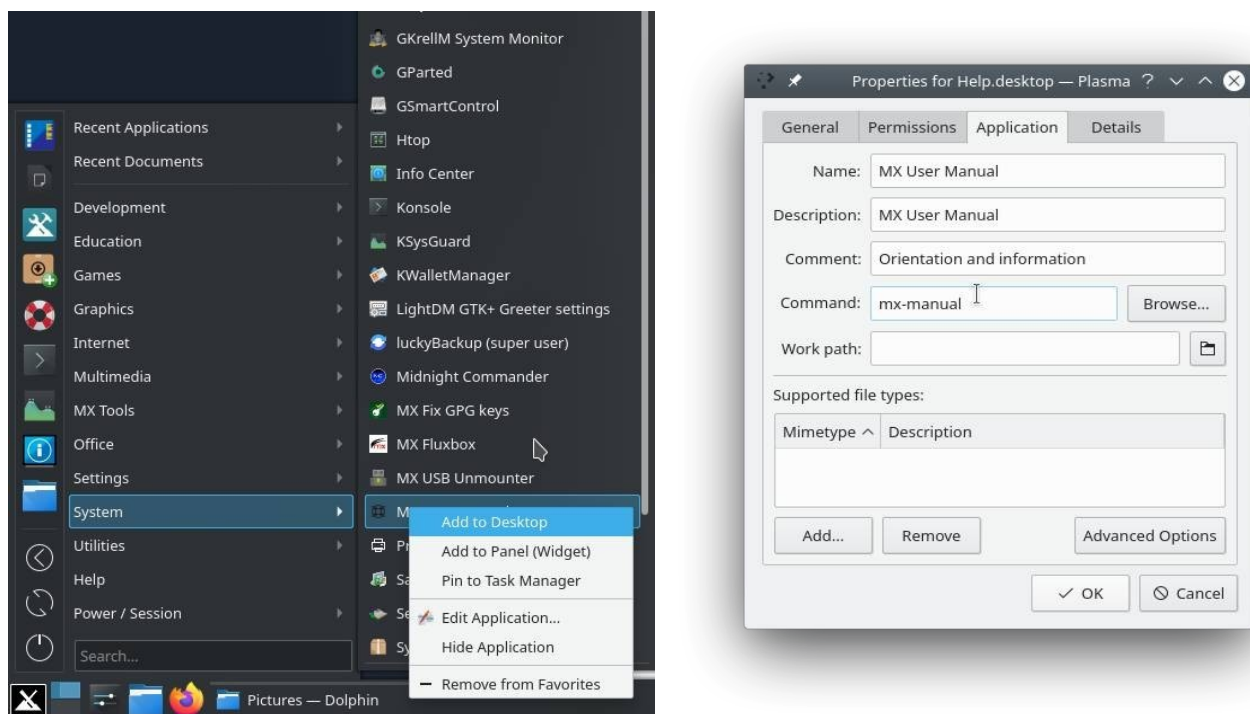 GKrellM System Monitor
GParted
GSmartControl
Htop
Info Center
Konsole
KSysGuard
KWalletManager
LightDM GTK+ Greeter settings
luckyBackup (super user)
Midnight Commander
MX Fix GPG keys
MX Fluxbox
MX USB Unmounter
Recent Applications
Recent Documents
Development
Education
Games
Graphics
Internet
Multimedia
MX Tools
Office
Settings
System
Utilities
Help
Power / Session
Search...
Add to Desktop
Add to Panel (Widget)
Pin to Task Manager
Edit Application...
Hide Application
Remove from Favorites
Pictures — Dolphin
Properties for Help.desktop — Plasma
General Permissions Application Details
Name: MX User Manual
Description: MX User Manual
Comment: Orientation and information
Command: mx-manual Browse...
Work path:
Supported file types:
Mimetype Description
Add... Remove Advanced Options
OK Cancel